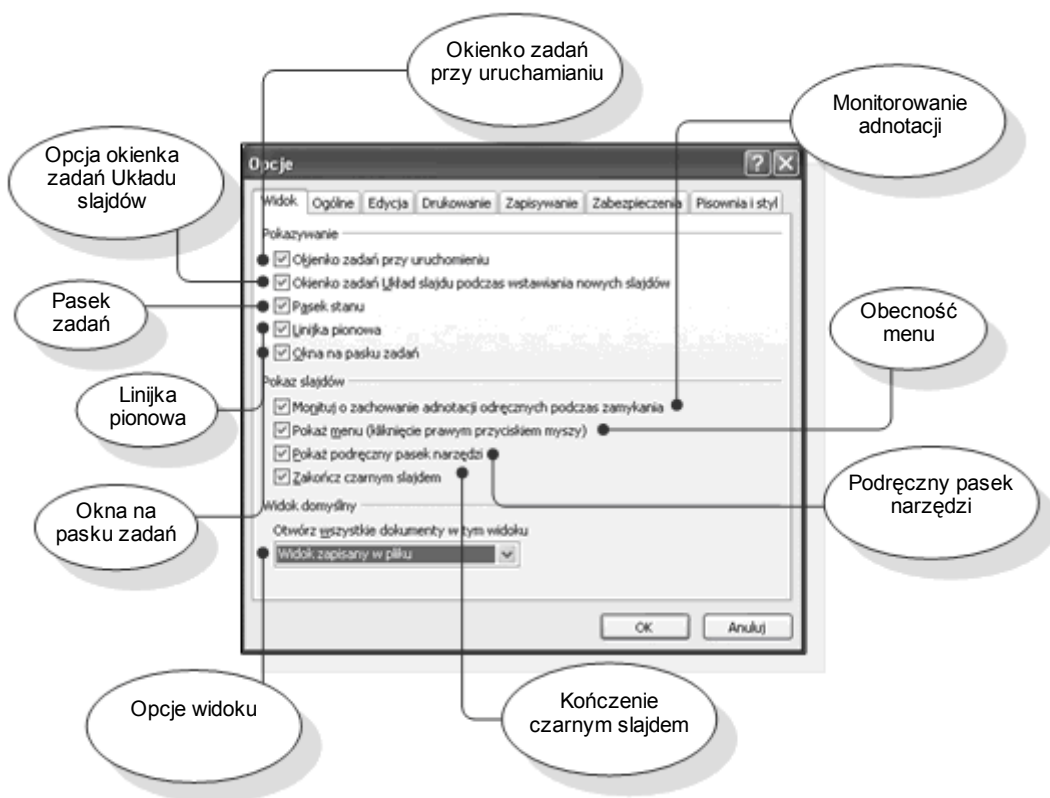 Okienko zadań
przy uruchamianiu
Monitorowanie
adnotacji
Opcja okienka
zadań Układu
slajdów
Opcje
Widok Ogólne Edycja Drukowanie Zapisywanie Zabezpieczenia Pisownia i styl
Pokazywanie
Okienko zadań przy uruchomieniu
Okienko zadań Układ slajdu podczas wstawiania nowych slajdów
Pasek stanu
Linijka pionowa
Okna na pasku zadań
Pasek
zadań
Obecność
menu
Linijka
pionowa
Pokaz slajdów
Monituj o zachowanie adnotacji odręcznych podczas zamykania
Pokaż menu (kliknięcie prawym przyciskiem myszy)
Pokaż podręczny pasek narzędzi
Zakończ czarnym slajdem
Podręczny pasek
narzędzi
Okna na
pasku zadań
Widok domyślny
Otwórz wszystkie dokumenty w tym widoku
Widok zapisany w pliku
OK Anuluj
Opcje widoku
Kończenie
czarnym slajdem